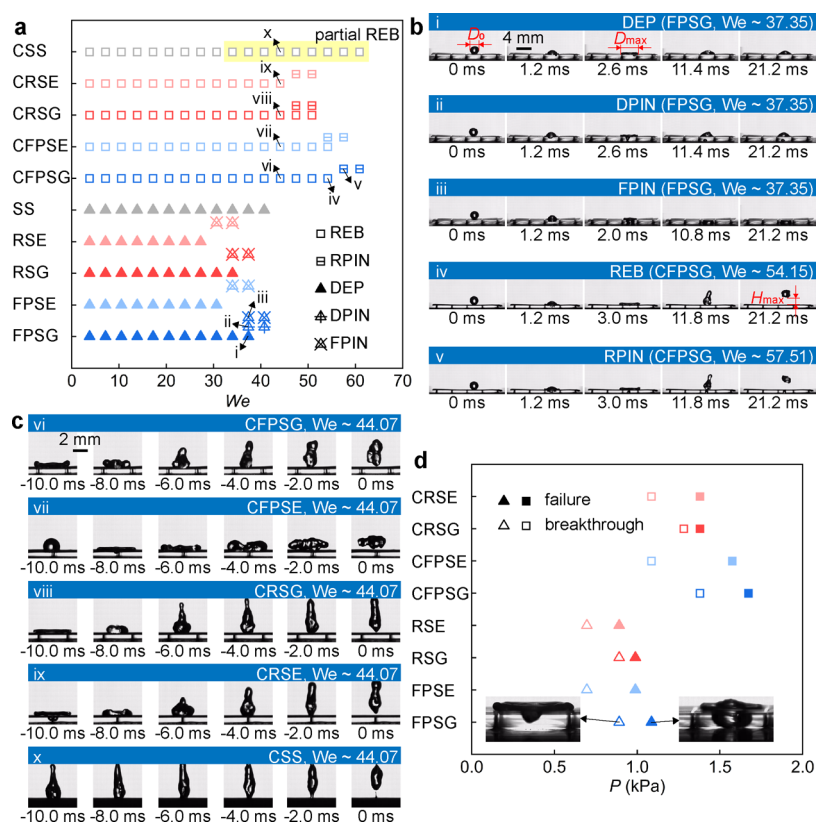 a
partial REB
CSS
CRSE
CRSG
CFPSE
CFPSG
SS
RSE
RSG
FPSE
FPSG
x
ix
viii
vii
vi
v
iv
iii
ii
i
REB
RPIN
DEP
DPIN
FPIN
0 10 20 30 40 50 60 70
We
b
i DEP (FPSG, We ~ 37.35)
D₀ 4 mm Dmax
0 ms 1.2 ms 2.6 ms 11.4 ms 21.2 ms
ii DPIN (FPSG, We ~ 37.35)
0 ms 1.2 ms 2.6 ms 11.4 ms 21.2 ms
iii FPIN (FPSG, We ~ 37.35)
0 ms 1.2 ms 2.0 ms 10.8 ms 21.2 ms
iv REB (CFPSG, We ~ 54.15)
Hmax
0 ms 1.2 ms 2.6 ms 11.4 ms 21.2 ms
v RPIN (CFPSG, We ~ 57.51)
0 ms 1.2 ms 3.0 ms 11.8 ms 21.2 ms
c
vi CFPSG, We ~ 44.07
2 mm
-10.0 ms -8.0 ms -6.0 ms -4.0 ms -2.0 ms 0 ms
vii CFPSE, We ~ 44.07
-10.0 ms -8.0 ms -6.0 ms -4.0 ms -2.0 ms 0 ms
viii CRSG, We ~ 44.07
-10.0 ms -8.0 ms -6.0 ms -4.0 ms -2.0 ms 0 ms
ix CRSE, We ~ 44.07
-10.0 ms -8.0 ms -6.0 ms -4.0 ms -2.0 ms 0 ms
x CSS, We ~ 44.07
-10.0 ms -8.0 ms -6.0 ms -4.0 ms -2.0 ms 0 ms
d
CRSE
CRSG
CFPSE
CFPSG
RSE
RSG
FPSE
FPSG
failure
breakthrough
0.0 0.5 1.0 1.5 2.0
P (kPa)